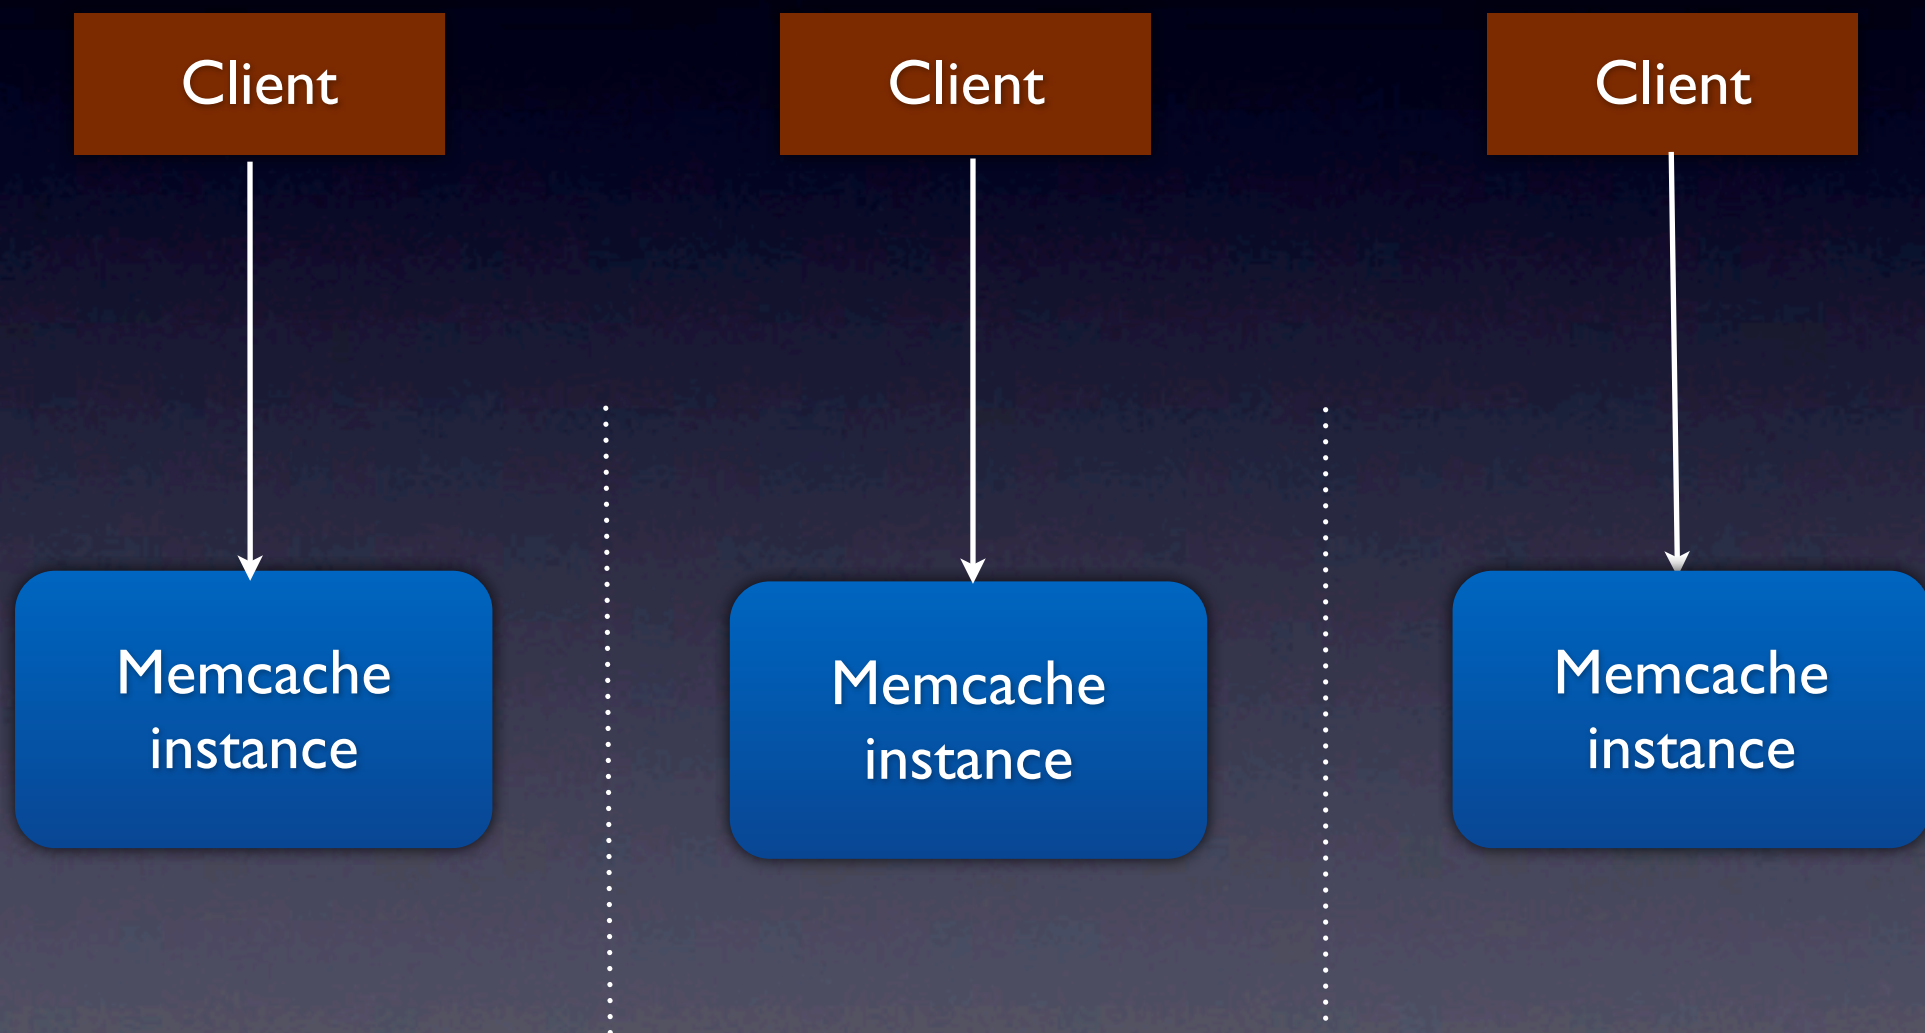 Client
Client
Client
Memcache
instance
Memcache
instance
Memcache
instance